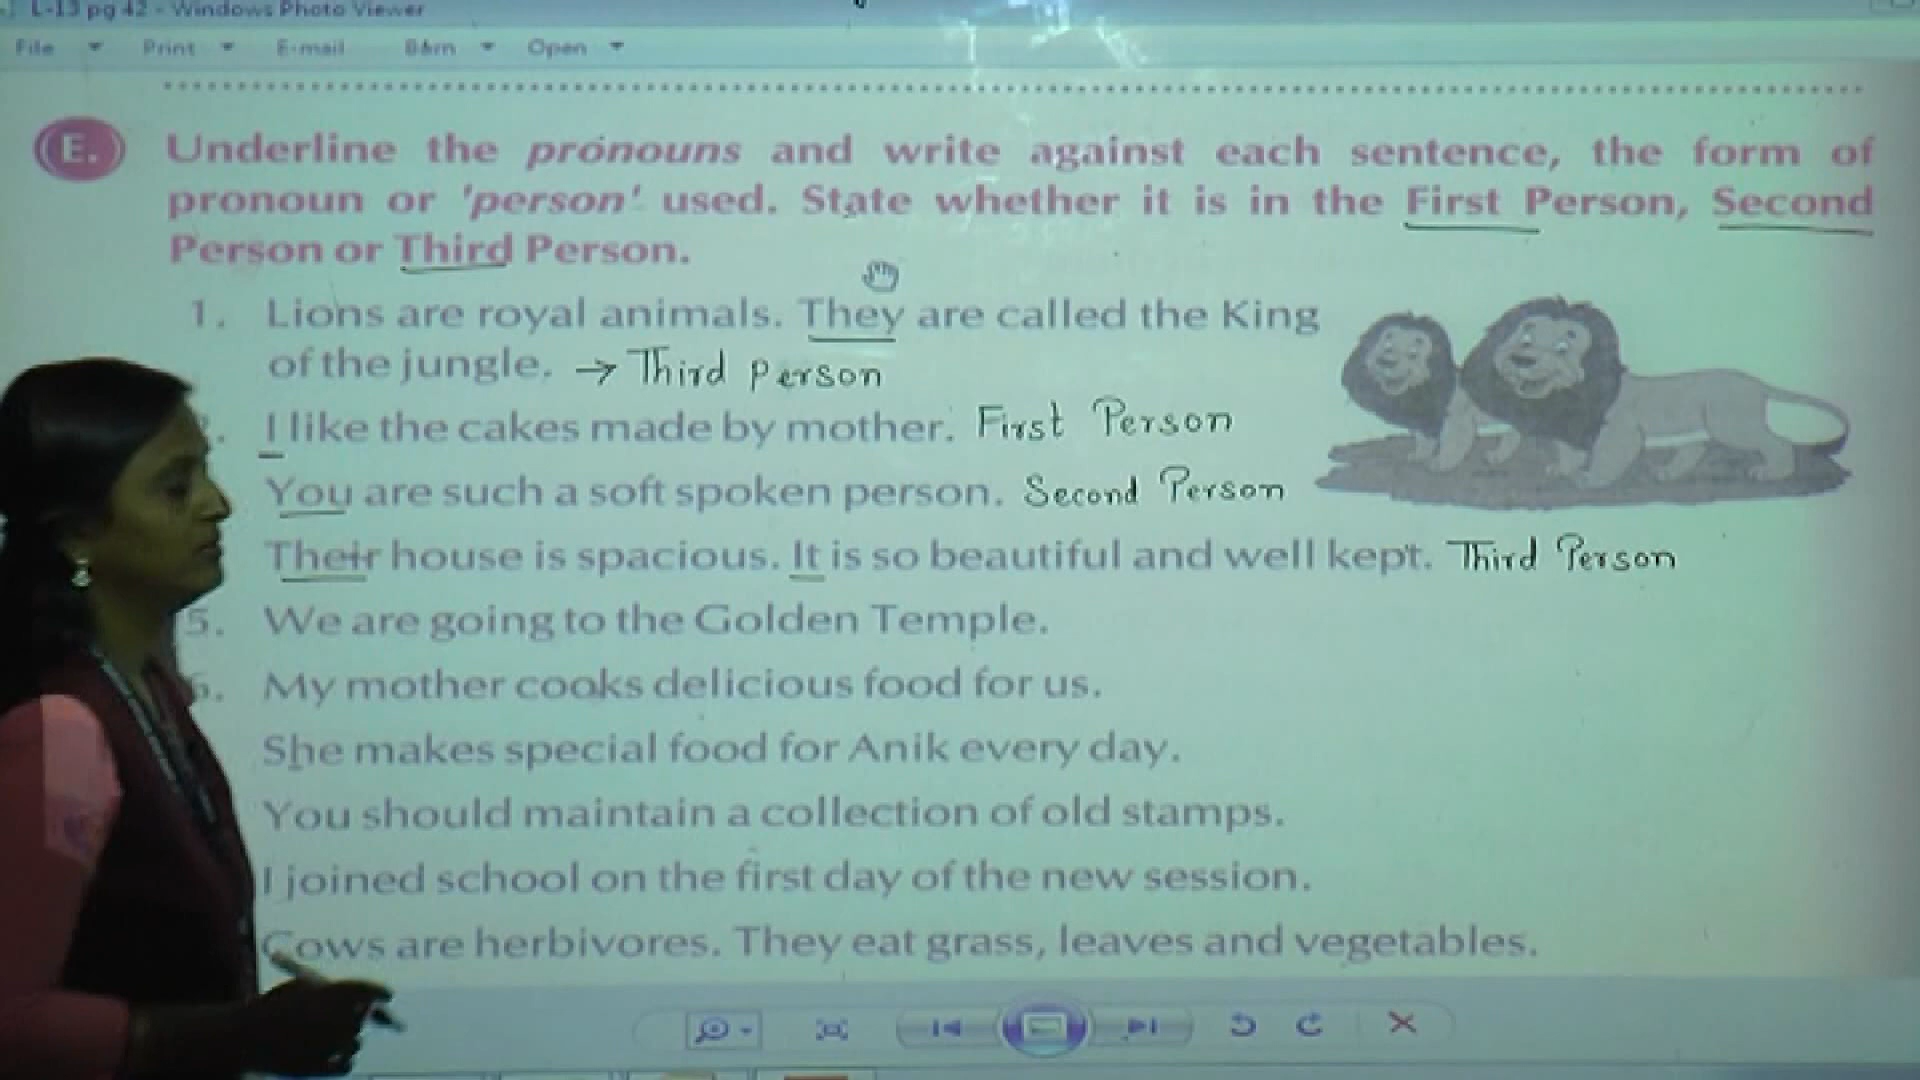 L-13 pg 42 - Windows Photo Viewer
File Print E-mail Burn Open
E. Underline the pronouns and write against each sentence, the form of
pronoun or 'person' used. State whether it is in the First Person, Second
Person or Third Person.
1. Lions are royal animals. They are called the King
of the jungle. → Third person
I like the cakes made by mother. First Person
You are such a soft spoken person. Second Person
Their house is spacious. It is so beautiful and well kept. Third Person
5. We are going to the Golden Temple.
6. My mother cooks delicious food for us.
She makes special food for Anik every day.
You should maintain a collection of old stamps.
I joined school on the first day of the new session.
Cows are herbivores. They eat grass, leaves and vegetables.